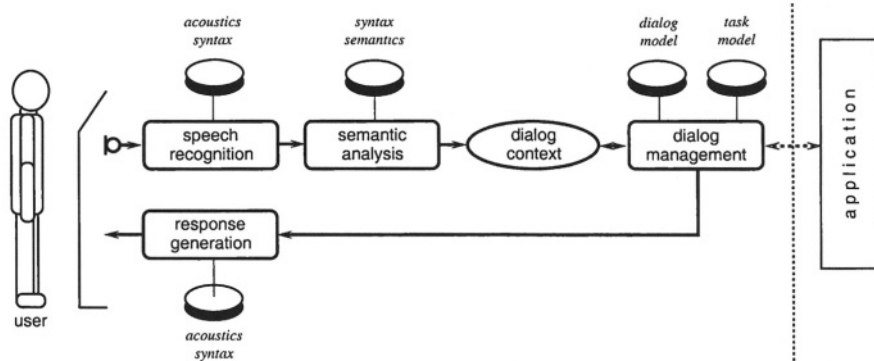 acoustics
syntax
syntax
semantics
dialog
model
task
model
speech
recognition
semantic
analysis
dialog
context
dialog
management
application
response
generation
user
acoustics
syntax